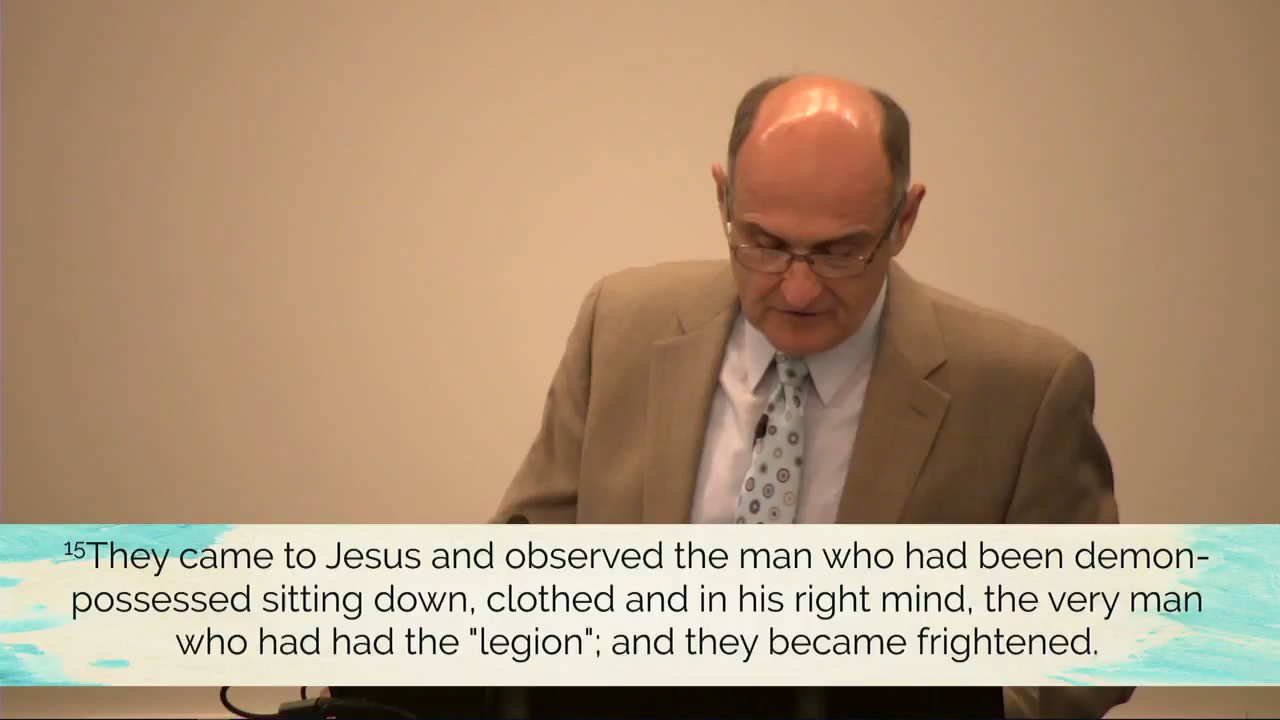 15They came to Jesus and observed the man who had been demon-
possessed sitting down, clothed and in his right mind, the very man
who had had the "legion"; and they became frightened.